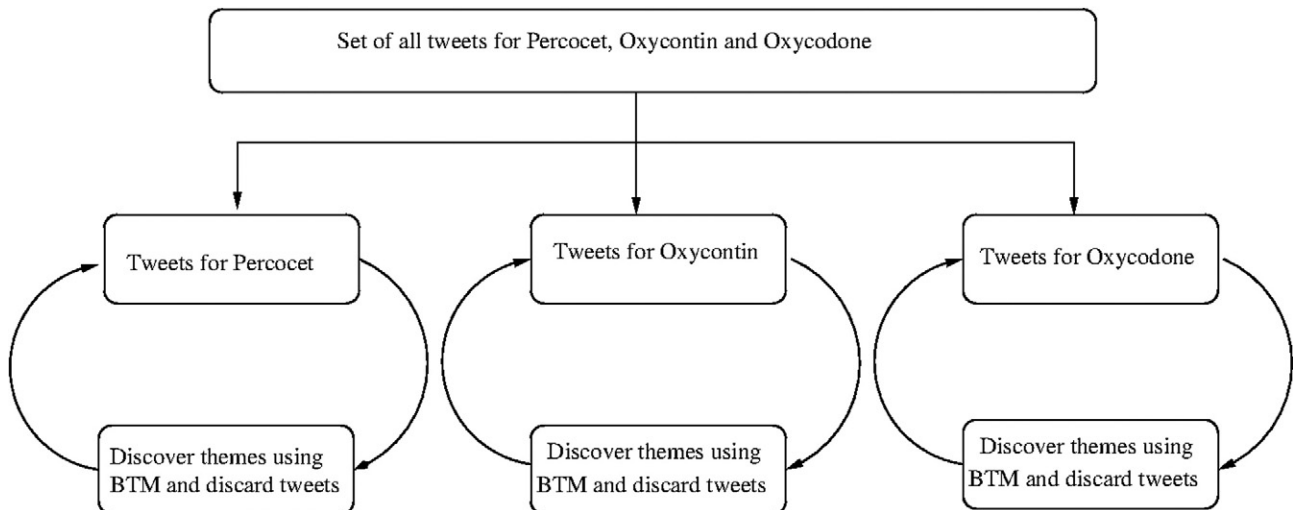 Set of all tweets for Percocet, Oxycontin and Oxycodone
Tweets for Percocet
Tweets for Oxycontin
Tweets for Oxycodone
Discover themes using
BTM and discard tweets
Discover themes using
BTM and discard tweets
Discover themes using
BTM and discard tweets